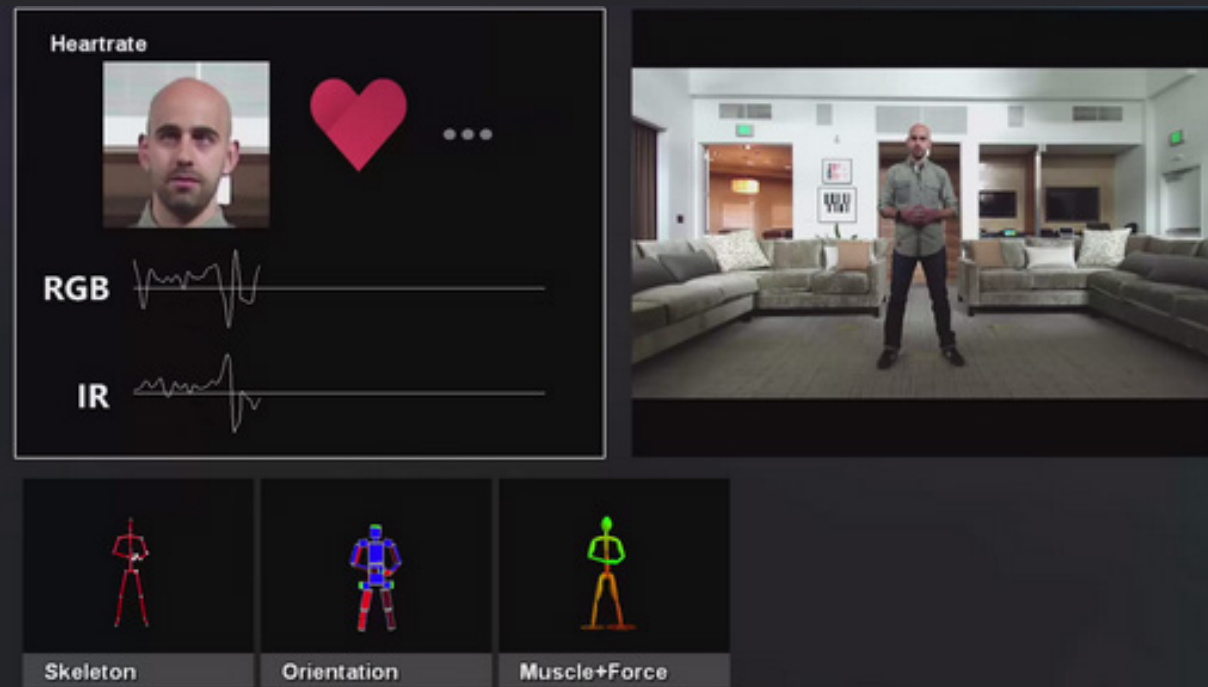 Heartrate
RGB
IR
Skeleton
Orientation
Muscle+Force